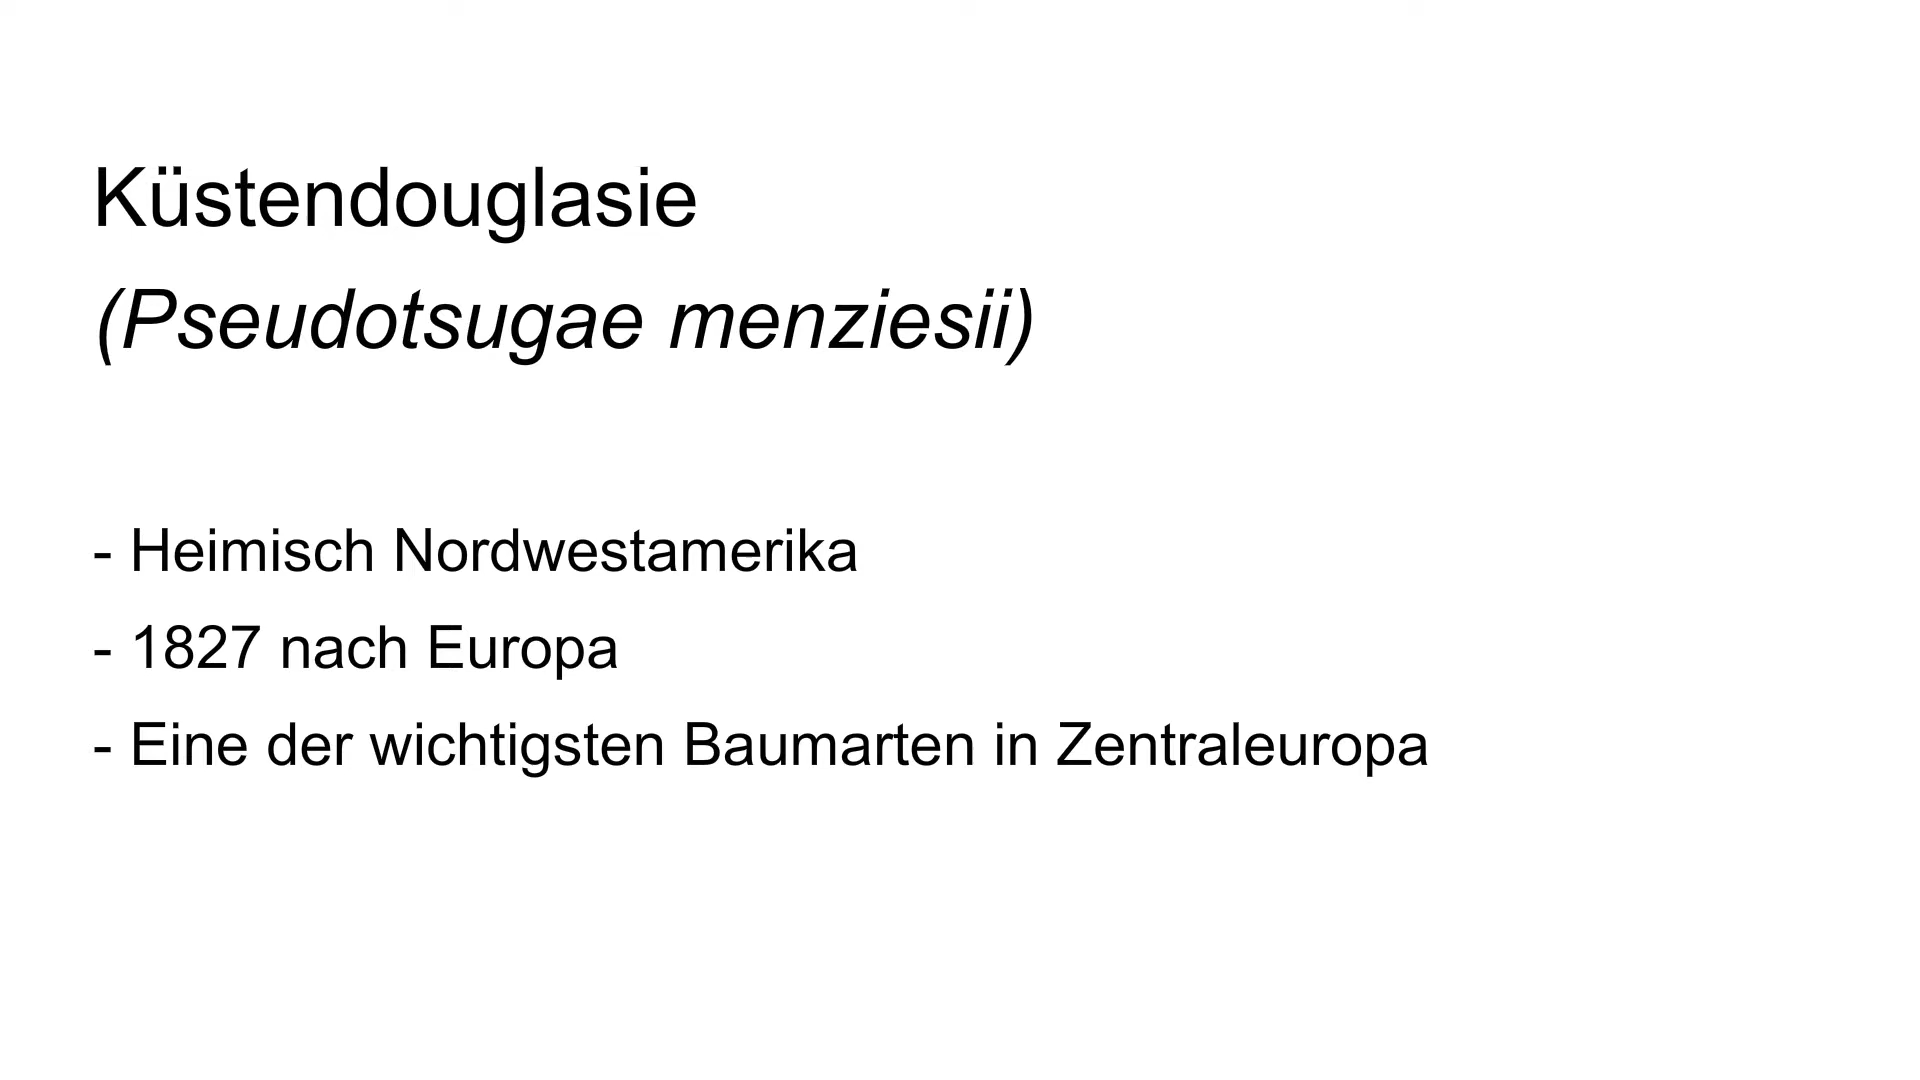 Küstendouglasie
(Pseudotsugae menziesii)
- Heimisch Nordwestamerika
- 1827 nach Europa
- Eine der wichtigsten Baumarten in Zentraleuropa